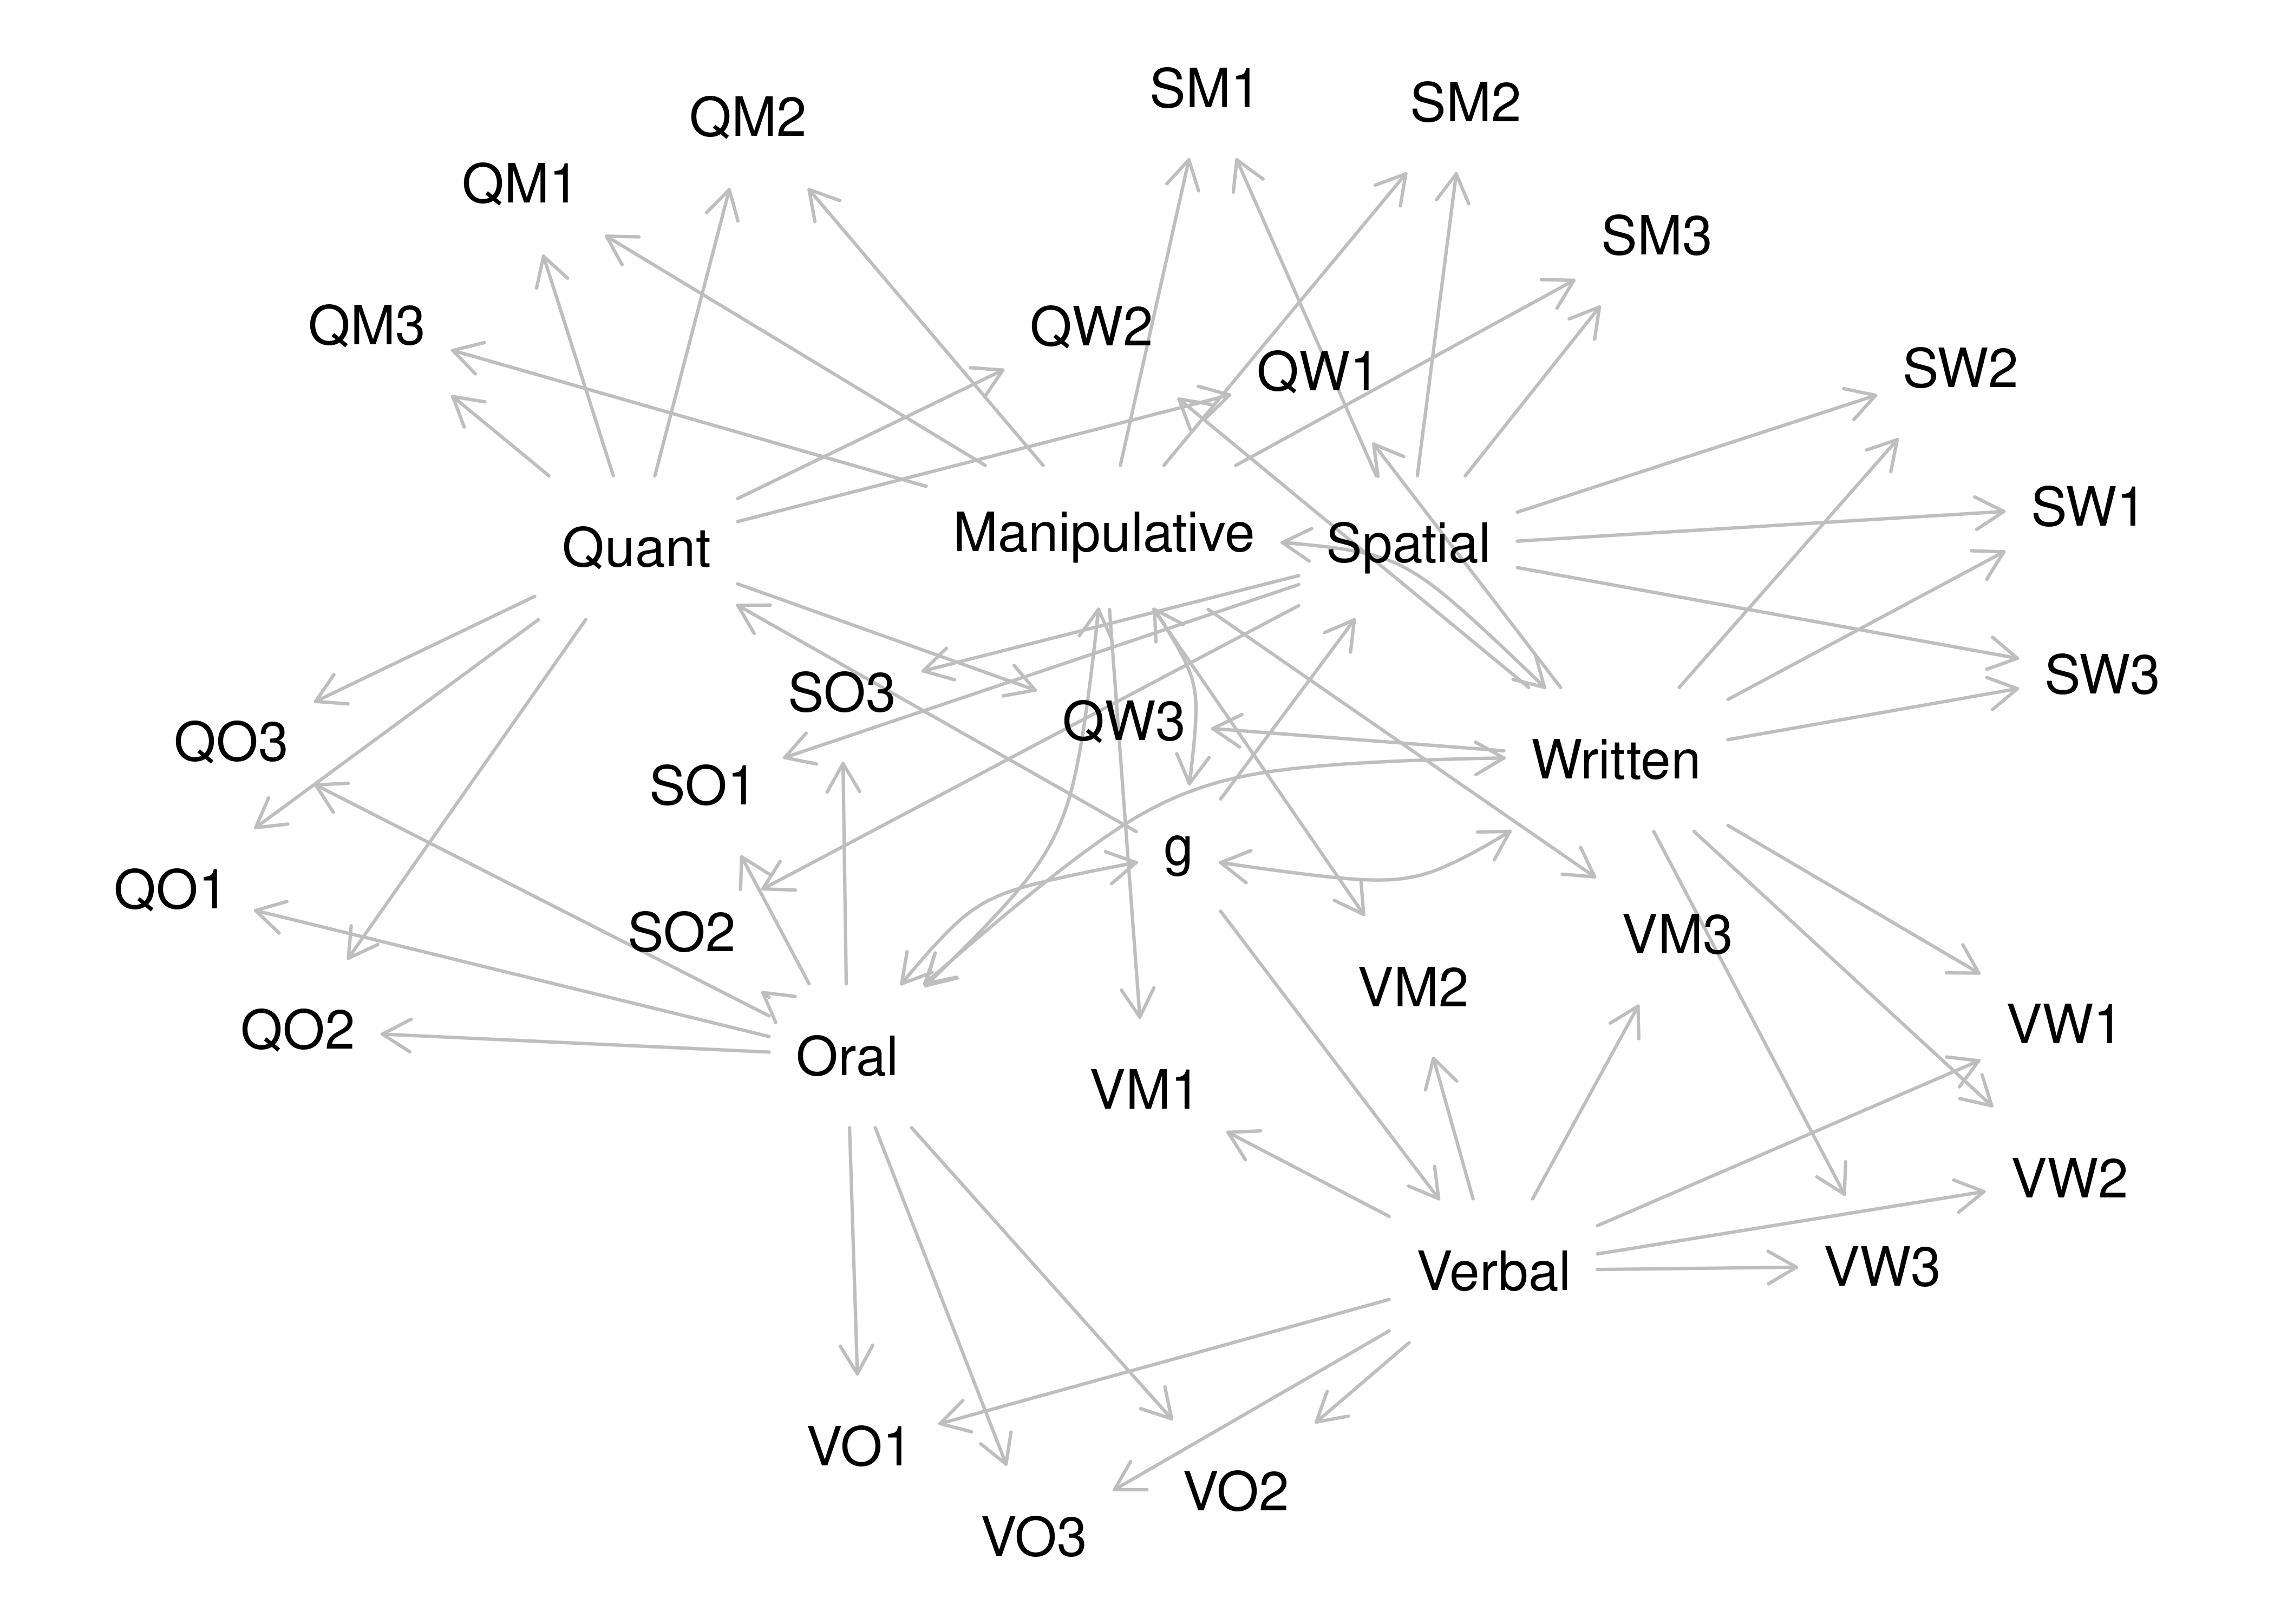 SM1
SM2
QM2
QM1
SM3
QM3
QW2
QW1
SW2
SW1
Quant
Manipulative
Spatial
SW3
SO3
QW3
QO3
Written
SO1
g
QO1
SO2
VM3
VM2
QO2
VW1
Oral
VM1
VW2
Verbal
VW3
VO1
VO2
VO3